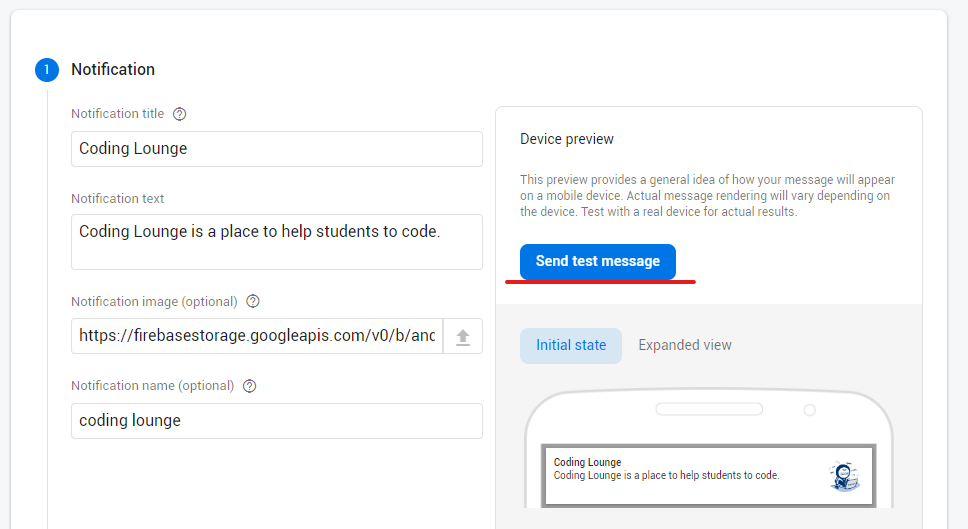 1 Notification
Notification title ?
Coding Lounge
Notification text
Coding Lounge is a place to help students to code.
Notification image (optional) ?
https://firebasestorage.googleapis.com/v0/b/and
Notification name (optional) ?
coding lounge
Device preview
This preview provides a general idea of how your message will appear
on a mobile device. Actual message rendering will vary depending on
the device. Test with a real device for actual results.
Send test message
Initial state Expanded view
Coding Lounge
Coding Lounge is a place to help students to code.